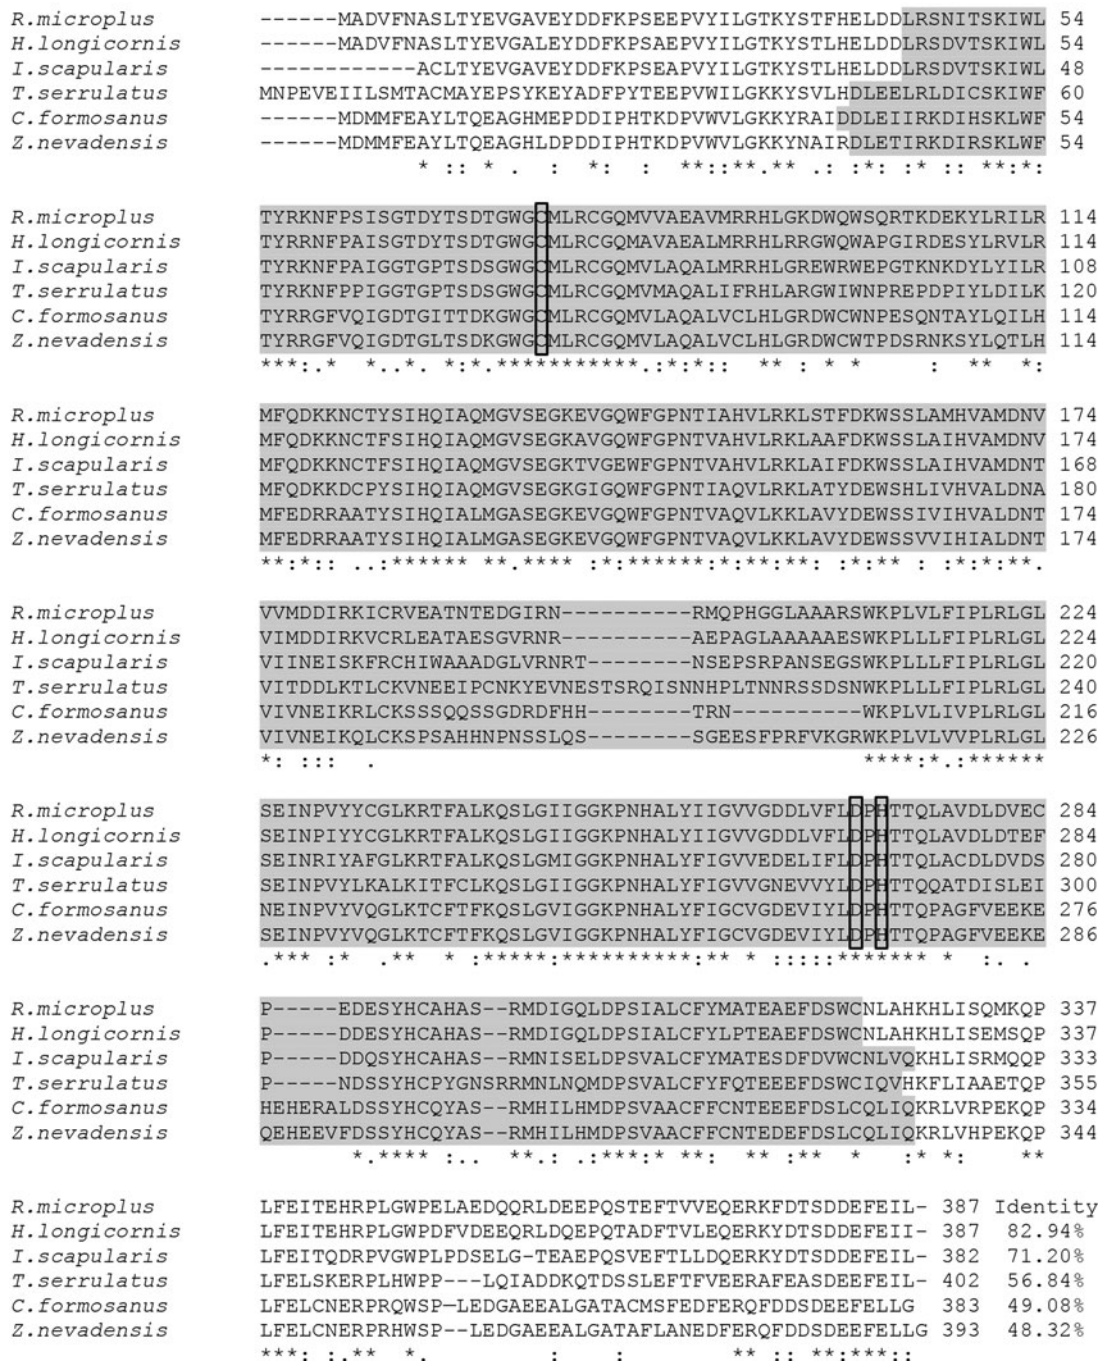 R.microplus ------MADVFNASLTYEVGAVEYDDFKPSEEPVYILGTKYSTFHELDDLRSNITSKIWL 54
H.longicornis ------MADVFNASLTYEVGALEYDDFKPSAEPVYILGTKYSTLHELDDLRSDVTSKIWL 54
I.scapularis ------------ACLTYEVGAVEYDDFKPSEAPVYILGTKYSTLHELDDLRSDVTSKIWL 48
T.serrulatus MNPEVEIILSMTACMAYEPSYKEYADFPYTEEPVWILGKKYSVLHDLEELRLDICSKIWF 60
C.formosanus ------MDMMFEAYLTQEAGHMEPDDIPHTKDPVWVLGKKYRAIDDLEIIRKDIHSKLWF 54
Z.nevadensis ------MDMMFEAYLTQEAGHLDPDDIPHTKDPVWVLGKKYNAIRDLETIRKDIRSKLWF 54
* :: * . : *: : **::**.** .: :*: :* :: **:*:
R.microplus TYRKNFPSISGTDYTSDTGWGCMLRCGQMVVAEAVMRRHLGKDWQWSQRTKDEKYLRILR 114
H.longicornis TYRRNFPAISGTDYTSDTGWGCMLRCGQMAVAEALMRRHLRRGWQWAPGIRDESYLRVLR 114
I.scapularis TYRKNFPAIGGTGPTSDSGWGCMLRCGQMVLAQALMRRHLGREWRWEPGTKNKDYLYILR 108
T.serrulatus TYRKNFPPIGGTGPTSDSGWGCMLRCGQMVMAQALIFRHLARGWIWNPREPDPIYLDILK 120
C.formosanus TYRRGFVQIGDTGITTDKGWGCMLRCGQMVLAQALVCLHLGRDWCWNPESQNTAYLQILH 114
Z.nevadensis TYRRGFVQIGDTGLTSDKGWGCMLRCGQMVLAQALVCLHLGRDWCWTPDSRNKSYLQTLH 114
***:.* *..*. *:*.***********.:*:*:: **.: * * : ** *:
R.microplus MFQDKKNCTYSIHQIAQMGVSEGKEVGQWFGPNTIAHVLRKLSTFDKWSSLAMHVAMDNV 174
H.longicornis MFQDKKNCTFSIHQIAQMGVSEGKAVGQWFGPNTVAHVLRKLAAFDKWSSLAIHVAMDNV 174
I.scapularis MFQDKKNCTFSIHQIAQMGVSEGKTVGEWFGPNTVAHVLRKLAIFDKWSSLAIHVAMDNT 168
T.serrulatus MFQDKKDCPYSIHQIAQMGVSEGKGIGQWFGPNTIAQVLRKLATYDEWSHLIVHVALDNA 180
C.formosanus MFEDRRAATYSIHQIALMGASEGKEVGQWFGPNTVAQVLKKLAVYDEWSSIVIHVALDNT 174
Z.nevadensis MFEDRRAATYSIHQIALMGASEGKEVGQWFGPNTVAQVLKKLAVYDEWSSVVIHIALDNT 174
**:*:: ..:****** **.**** :*:******:*:**:**: :*:** : :*:*:**.
R.microplus VVMDDIRKICRVEATNTEDGIRN----------RMQPHGGLAAARSWKPLVLFIPLRLGL 224
H.longicornis VIMDDIRKVCRLEATAESGVRNR----------AEPAGLAAAAAESWKPLLLFIPLRLGL 224
I.scapularis VIINEISKFRCHIWAAADGLVRNRT--------NSEPSRPANSEGSWKPLLLFIPLRLGL 220
T.serrulatus VITDDLKTLCKVNEEIPCNKYEVNESTSRQISNNHPLTNNRSSDSNWKPLLLFIPLRLGL 240
C.formosanus VIVNEIKRLCKSSSQQSSGDRDFHH--------TRN----------WKPLVLIVPLRLGL 216
Z.nevadensis VIVNEIKQLCKSPSAHHNPNSSLQS--------SGEESFPRFVKGRWKPLVLVVPLRLGL 226
*: ::: . ****:*.:******
R.microplus SEINPVYYCGLKRTFALKQSLGIIGGKPNHALYIIGVVGDDLVFLDPHTTQLAVDLDVEC 284
H.longicornis SEINPIYYCGLKRTFALKQSLGIIGGKPNHALYIIGVVGDDLVFLDPHTTQLAVDLDTEF 284
I.scapularis SEINRIYAFGLKRTFALKQSLGMIGGKPNHALYFIGVVEDELIFLDPHTTQLACDLDVDS 280
T.serrulatus SEINPVYLKALKITFCLKQSLGIIGGKPNHALYFIGVVGNEVVYLDPHTTQQATDISLEI 300
C.formosanus NEINPVYVQGLKTCFTFKQSLGVIGGKPNHALYFIGCVGDEVIYLDPHTTQPAGFVEEKE 276
Z.nevadensis SEINPVYVQGLKTCFTFKQSLGVIGGKPNHALYFIGCVGDEVIYLDPHTTQPAGFVEEKE 286
.*** :* .** * :*****:**********:** * :::::******* * :. .
R.microplus P-----EDESYHCAHAS--RMDIGQLDPSIALCFYMATEAEFDSWCNLAHKHLISQMKQP 337
H.longicornis P-----DDESYHCAHAS--RMDIGQLDPSIALCFYLPTEAEFDSWCNLAHKHLISEMSQP 337
I.scapularis P-----DDQSYHCAHAS--RMNISELDPSIALCFYMATESDFDVWCNLVQKHLISRMQQP 333
T.serrulatus P-----NDSSYHCPYGNSRRMNLNQMDPSVALCFYFQTEEEFDSWCIQVHKFLIAAETQP 355
C.formosanus HEHERALDSSYHCQYAS--RMHILHMDPSVAACFFCNTEEEFDSLCQLIQKRLVRPEKQP 334
Z.nevadensis QEHEEVFDSSYHCQYAS--RMHILHMDPSVAACFFCNTEDEFDSLCQLIQKRLVHPEKQP 344
*.**** :.. **.: .:***:* **: ** :** * :* *: **
R.microplus LFEITEHRPLGWPELAEDQQRLDEEPQSTEFTVVEQERKFDTSDDEFEIL- 387 Identity
H.longicornis LFEITEHRPLGWPDFVDEEQRLDQEPQTADFTVLEQERKFDTSDDEFEII- 387 82.94%
I.scapularis LFEITQDRPVGWPLPDSELG-TEAEPQSVEFTLLDQERKYDTSDDEFEIL- 382 71.20%
T.serrulatus LFELSKERPLHWPP---LQIADDKQTDSSLEFTFVEERAFEASDEEFEIL- 402 56.84%
C.formosanus LFELCNERPRQWSP-LEDGAEEALGATACMSFEDFERQFDDSDEEFELLG 383 49.08%
Z.nevadensis LFELCNERPRHWSP--LEDGAEEALGATAFLANEDFERQFDDSDEEFELLG 393 48.32%
***: :.** *. : : ** :: **:***::